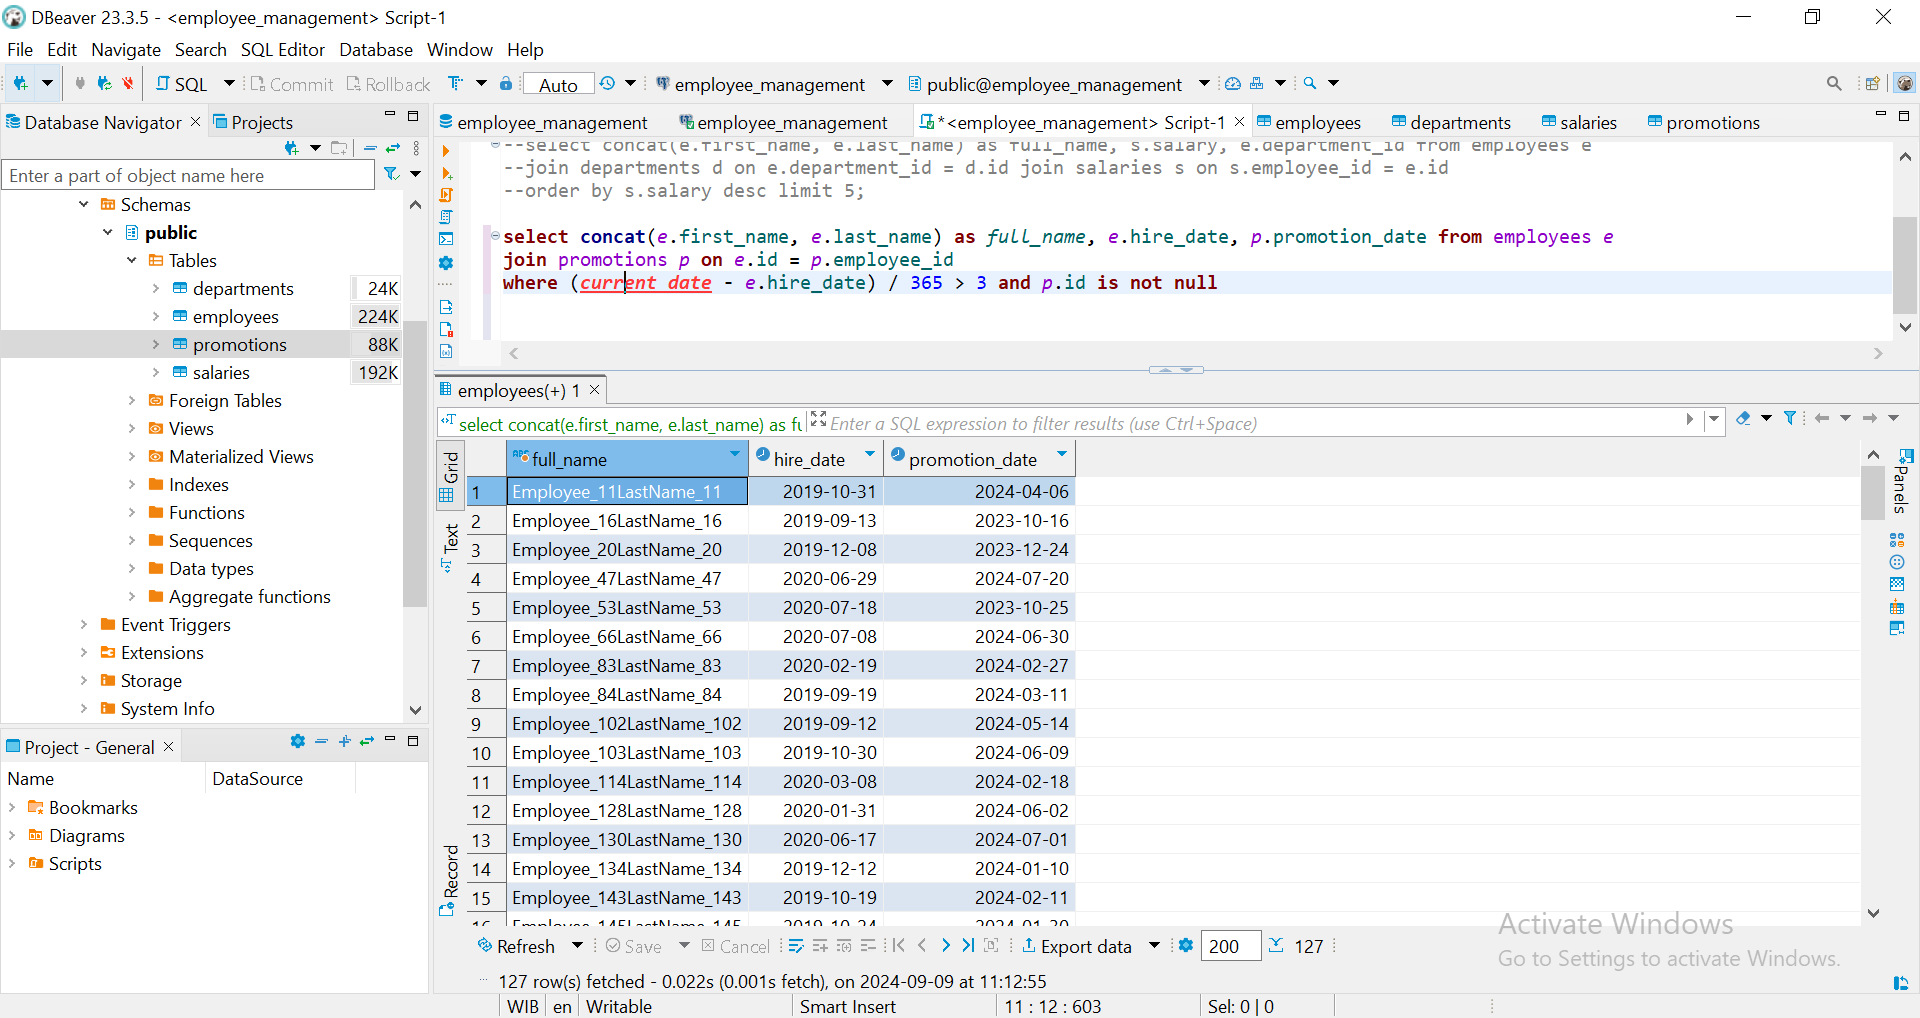 DBeaver 23.3.5 - <employee_management> Script-1
File Edit Navigate Search SQL Editor Database Window Help
SQL Commit Rollback Auto employee_management public@employee_management
Database Navigator Projects
employee_management employee_management *<employee_management> Script-1 employees departments salaries promotions
Enter a part of object name here
Schemas
public
Tables
departments 24K
employees 224K
promotions 88K
salaries 192K
Foreign Tables
Views
Materialized Views
Indexes
Functions
Sequences
Data types
Aggregate functions
Event Triggers
Extensions
Storage
System Info
Project - General
Name DataSource
Bookmarks
Diagrams
Scripts
--select concat(e.first_name, e.last_name) as full_name, s.salary, e.department_id from employees e
--join departments d on e.department_id = d.id join salaries s on s.employee_id = e.id
--order by s.salary desc limit 5;
select concat(e.first_name, e.last_name) as full_name, e.hire_date, p.promotion_date from employees e
join promotions p on e.id = p.employee_id
where (current_date - e.hire_date) / 365 > 3 and p.id is not null
employees(+) 1
select concat(e.first_name, e.last_name) as fu Enter a SQL expression to filter results (use Ctrl+Space)
Grid
Text
Record
Panels
full_name hire_date promotion_date
1 Employee_11LastName_11 2019-10-31 2024-04-06
2 Employee_16LastName_16 2019-09-13 2023-10-16
3 Employee_20LastName_20 2019-12-08 2023-12-24
4 Employee_47LastName_47 2020-06-29 2024-07-20
5 Employee_53LastName_53 2020-07-18 2023-10-25
6 Employee_66LastName_66 2020-07-08 2024-06-30
7 Employee_83LastName_83 2020-02-19 2024-02-27
8 Employee_84LastName_84 2019-09-19 2024-03-11
9 Employee_102LastName_102 2019-09-12 2024-05-14
10 Employee_103LastName_103 2019-10-30 2024-06-09
11 Employee_114LastName_114 2020-03-08 2024-02-18
12 Employee_128LastName_128 2020-01-31 2024-06-02
13 Employee_130LastName_130 2020-06-17 2024-07-01
14 Employee_134LastName_134 2019-12-12 2024-01-10
15 Employee_143LastName_143 2019-10-19 2024-02-11
Activate Windows
Go to Settings to activate Windows.
Refresh Save Cancel Export data 200 127
127 row(s) fetched - 0.022s (0.001s fetch), on 2024-09-09 at 11:12:55
WIB en Writable Smart Insert 11 : 12 : 603 Sel: 0 | 0